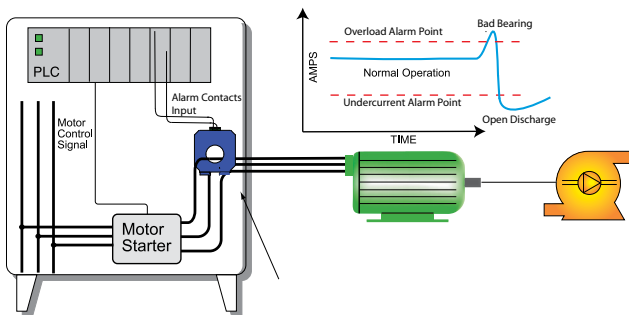 PLC
Alarm Contacts
Input
Motor
Control
Signal
Motor
Starter
AMPS
Overload Alarm Point
Bad Bearing
Normal Operation
Undercurrent Alarm Point
Open Discharge
TIME